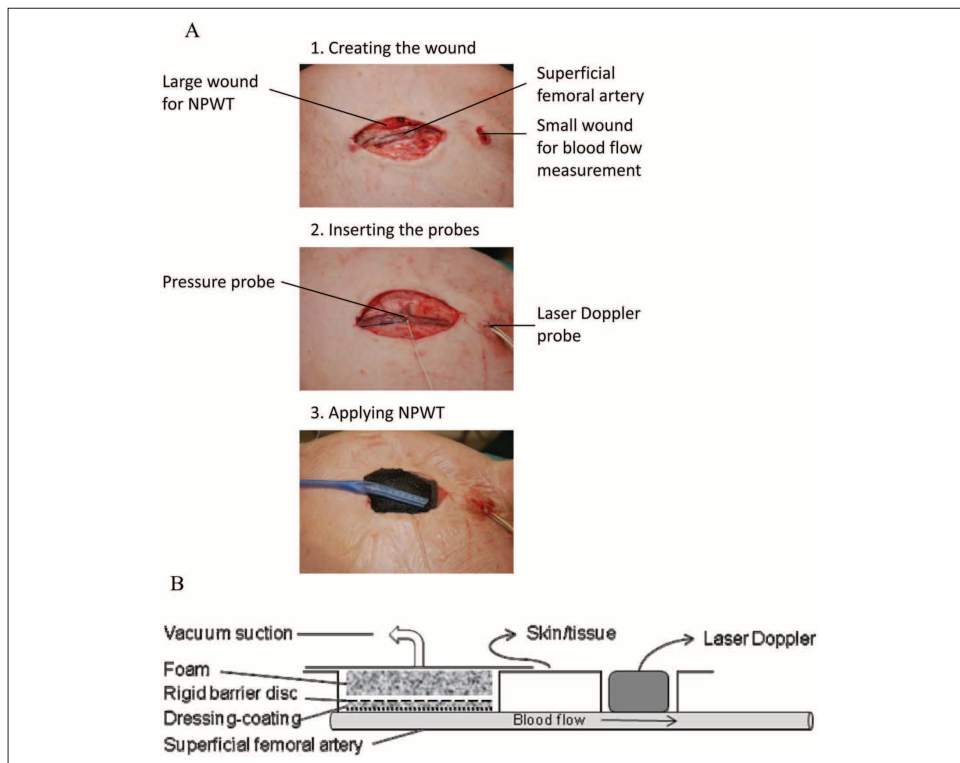 A
1. Creating the wound
Large wound
for NPWT
Superficial
femoral artery
Small wound
for blood flow
measurement
2. Inserting the probes
Pressure probe
Laser Doppler
probe
3. Applying NPWT
B
Vacuum suction
Skin/tissue
Laser Doppler
Foam
Rigid barrier disc
Dressing-coating
Blood flow
Superficial femoral artery